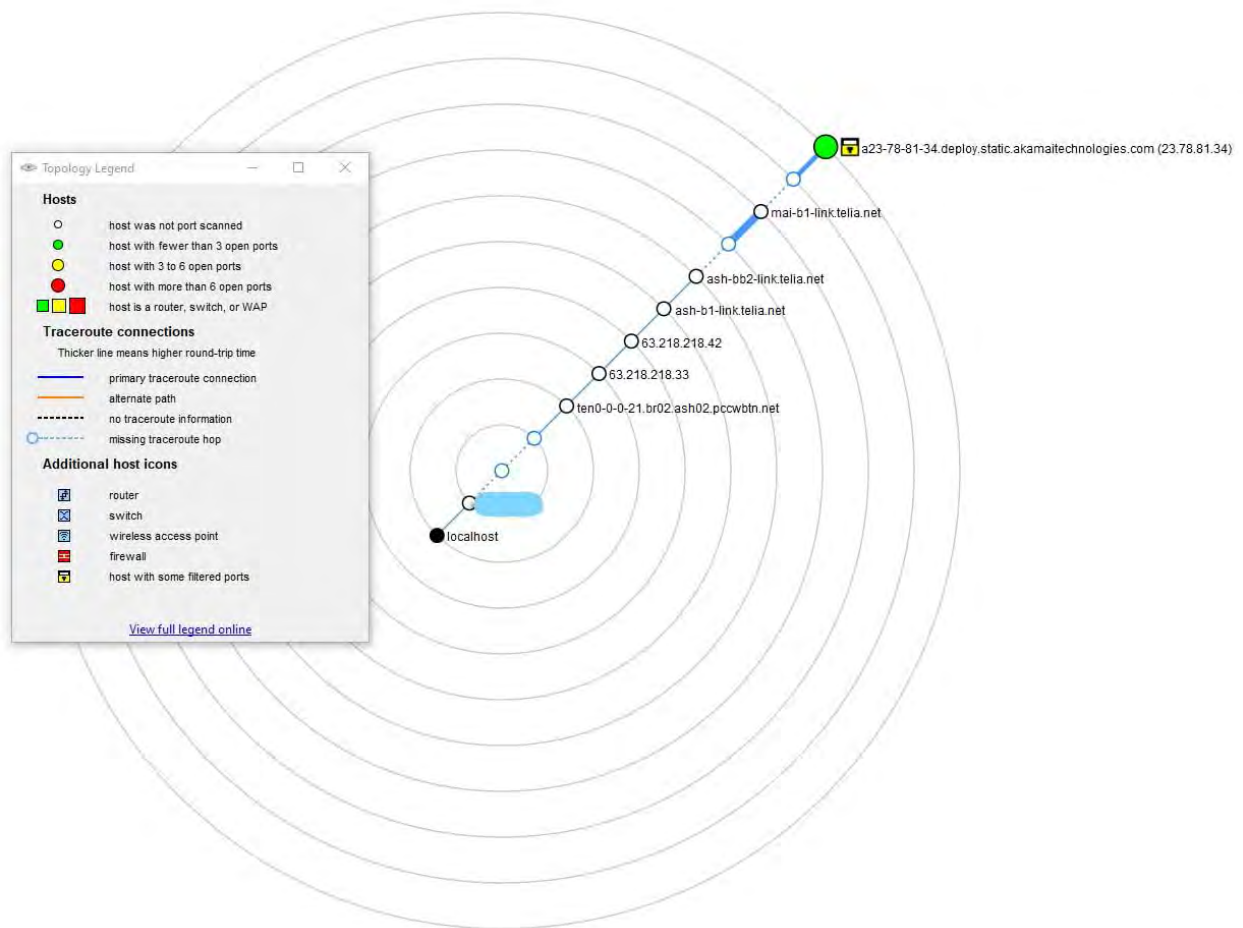 Topology Legend
Hosts
host was not port scanned
host with fewer than 3 open ports
host with 3 to 6 open ports
host with more than 6 open ports
host is a router, switch, or WAP
Traceroute connections
Thicker line means higher round-trip time
primary traceroute connection
alternate path
no traceroute information
missing traceroute hop
Additional host icons
router
switch
wireless access point
firewall
host with some filtered ports
View full legend online
a23-78-81-34.deploy.static.akamaitechnologies.com (23.78.81.34)
mai-b1-link.telia.net
ash-bb2-link.telia.net
ash-b1-link.telia.net
63.218.218.42
63.218.218.33
ten0-0-0-21.br02.ash02.pccwbtn.net
localhost